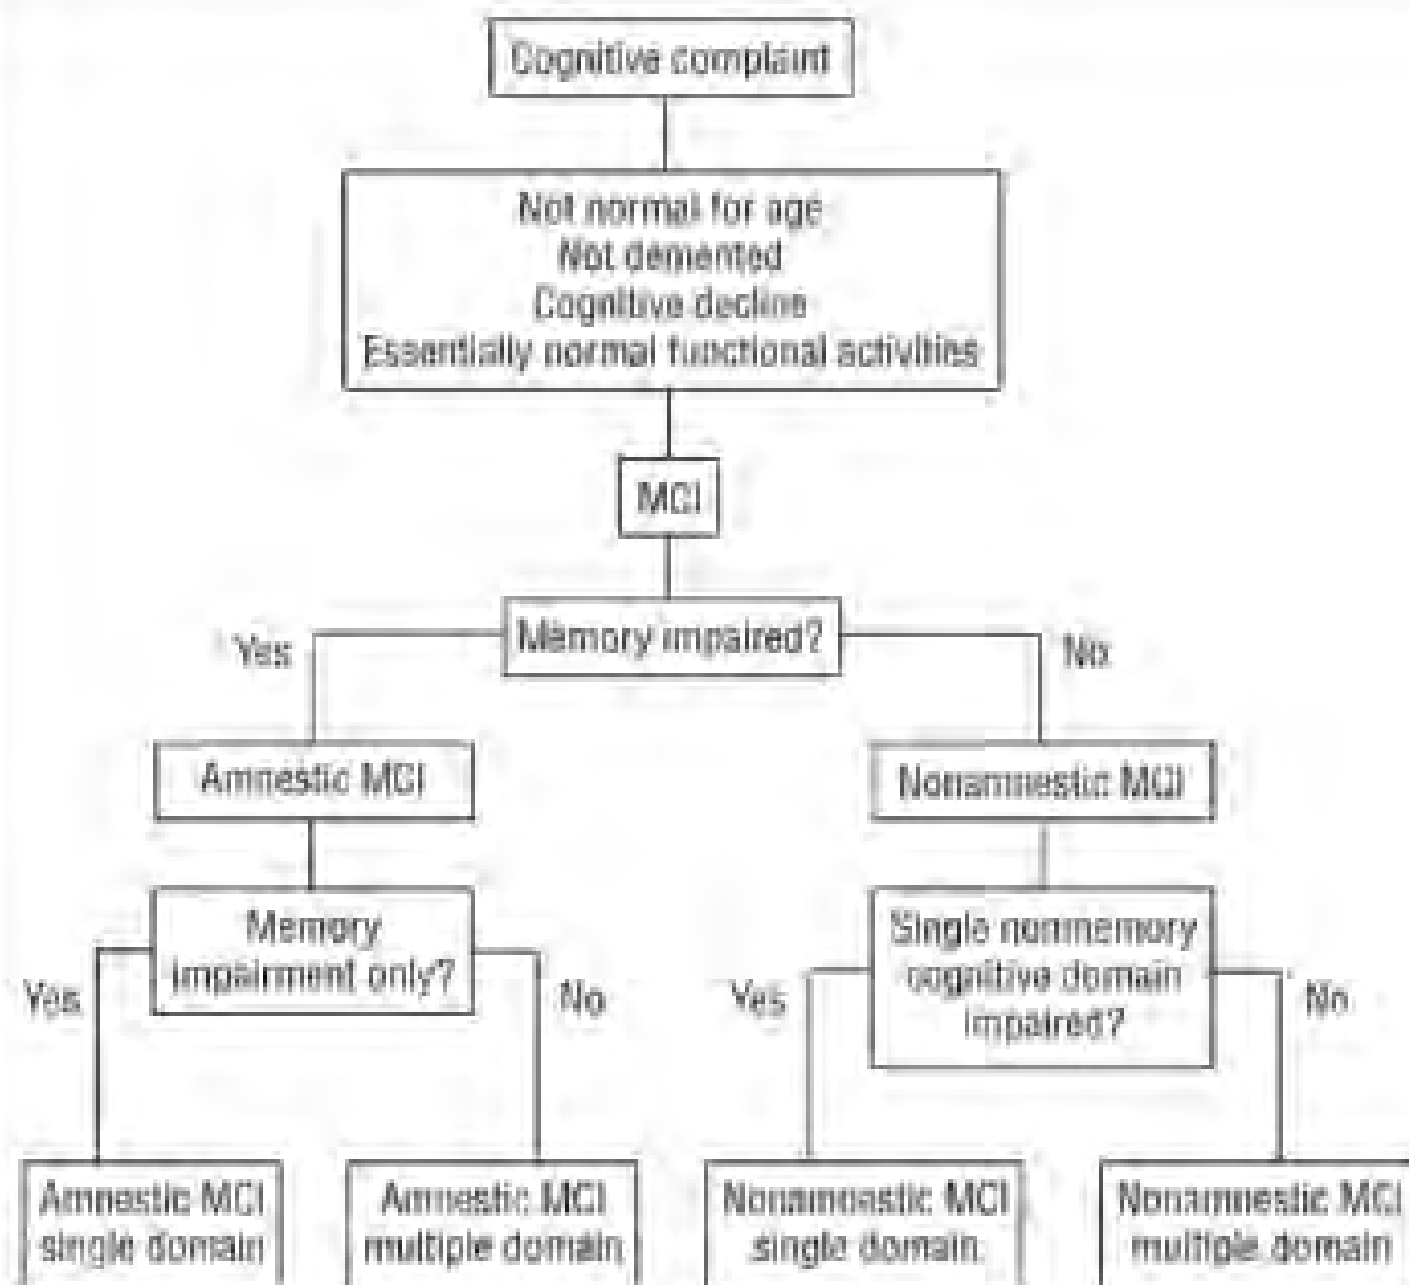 Cognitive complaint
Not normal for age
Not demented
Cognitive decline
Essentially normal functional activities
MCI
Memory impaired?
Yes
No
Amnestic MCI
Nonamnestic MCI
Memory
impairment only?
Single nonmemory
cognitive domain
impaired?
Yes
No
Yes
No
Amnestic MCI
single domain
Amnestic MCI
multiple domain
Nonamnestic MCI
single domain
Nonamnestic MCI
multiple domain